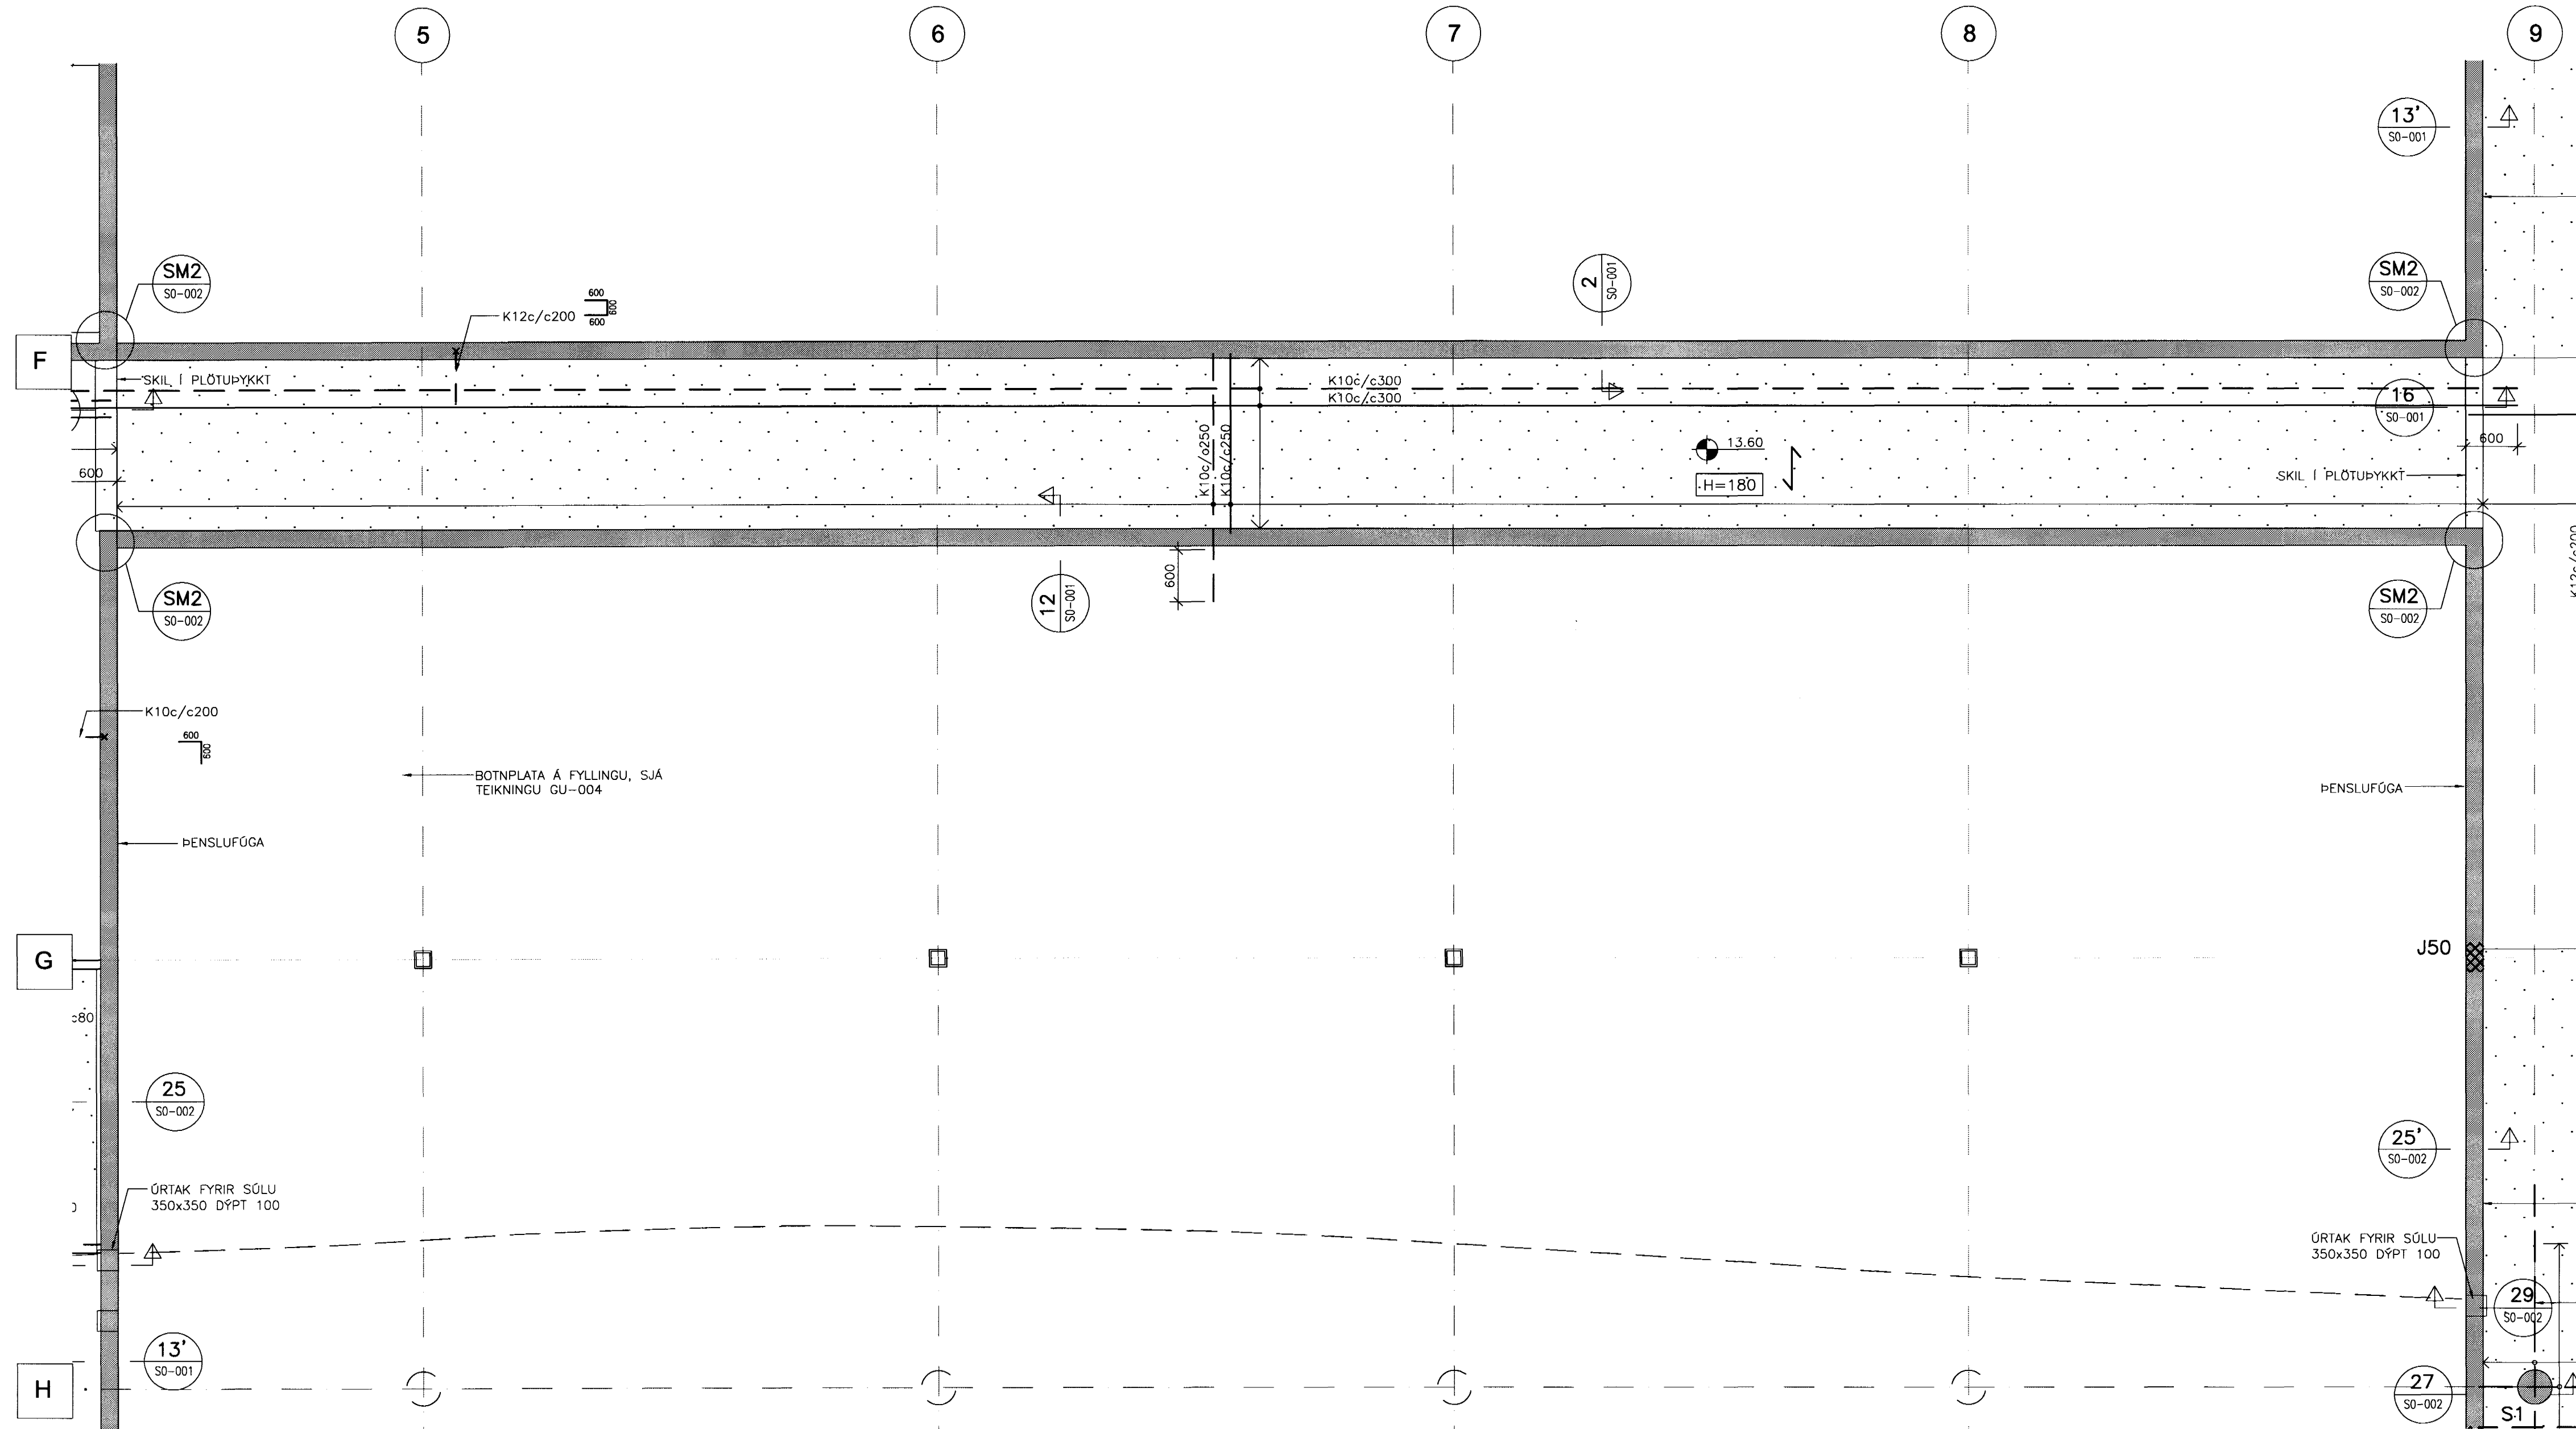 5
6
7
8
9
13'
S0-001
SM2
S0-002
SM2
S0-002
2
S0-001
K12c/c200
600
600
600
F
SKIL Í PLÖTUÞYKKT
K10c/c300
K10c/c300
16
S0-001
600
13.60
H=180
K10c/c250
K10c/c250
600
SKIL Í PLÖTUÞYKKT
K12c/c200
SM2
S0-002
12
S0-001
600
SM2
S0-002
K10c/c200
600
600
BOTNPLATA Á FYLLINGU, SJÁ
TEIKNINGU GU-004
ÞENSLUFÚGA
ÞENSLUFÚGA
G
J50
c80
25
S0-002
25'
S0-002
ÚRTAK FYRIR SÚLU
350x350 DÝPT 100
ÚRTAK FYRIR SÚLU
350x350 DÝPT 100
29
S0-002
13'
S0-001
H
27
S0-002
S1